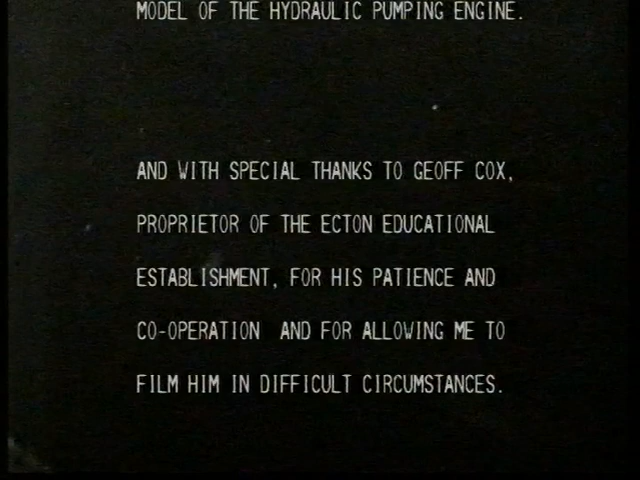 MODEL OF THE HYDRAULIC PUMPING ENGINE.
AND WITH SPECIAL THANKS TO GEOFF COX,
PROPRIETOR OF THE ECTON EDUCATIONAL
ESTABLISHMENT, FOR HIS PATIENCE AND
CO-OPERATION  AND FOR ALLOWING ME TO
FILM HIM IN DIFFICULT CIRCUMSTANCES.